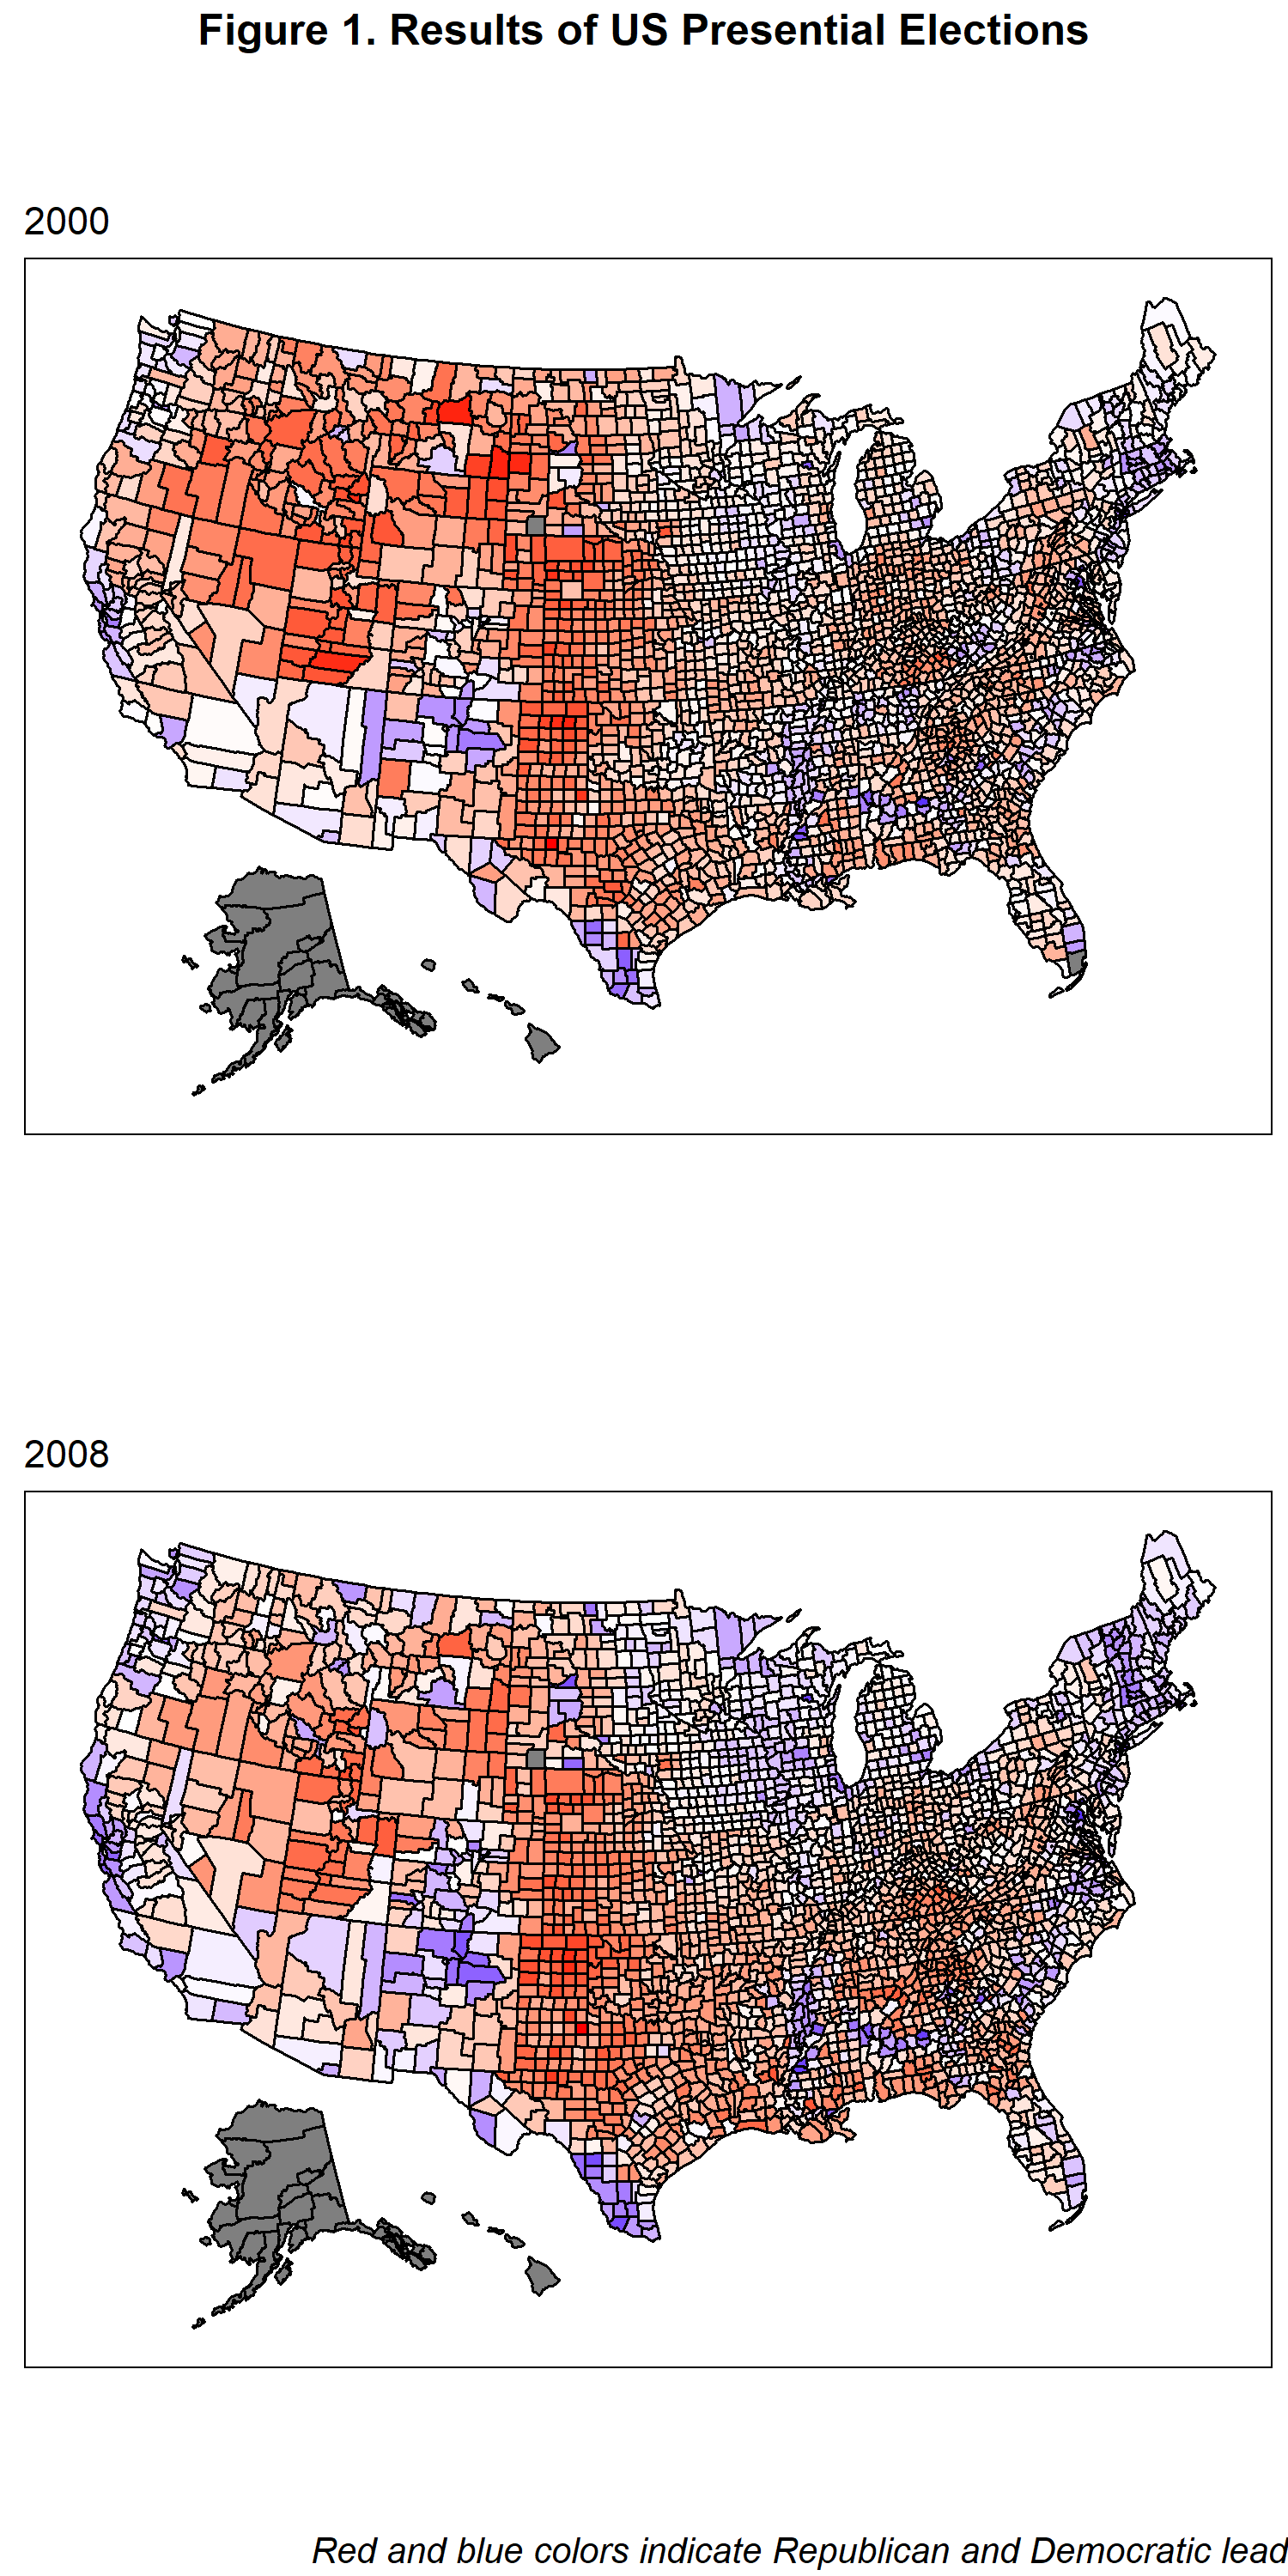 Figure 1. Results of US Presential Elections
2000
2008
Red and blue colors indicate Republican and Democratic lead